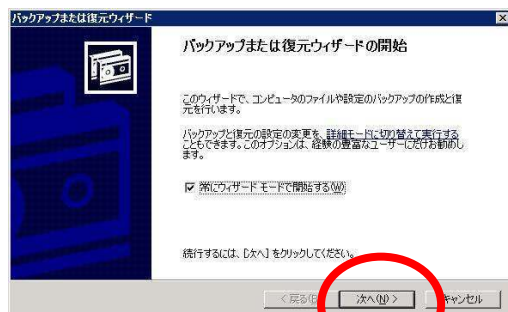 バックアップまたは復元ウィザード
バックアップまたは復元ウィザードの開始
このウィザードで、コンピュータのファイルや設定のバックアップの作成と復
元を行います。
バックアップと復元の設定の変更を、詳細モードに切り替えて実行する
こともできます。このオプションは、経験の豊富なユーザーにだけお勧めし
ます。
常にウィザード モードで開始する(W)
続行するには、[次へ] をクリックしてください。
< 戻る(B)
次へ(N) >
キャンセル